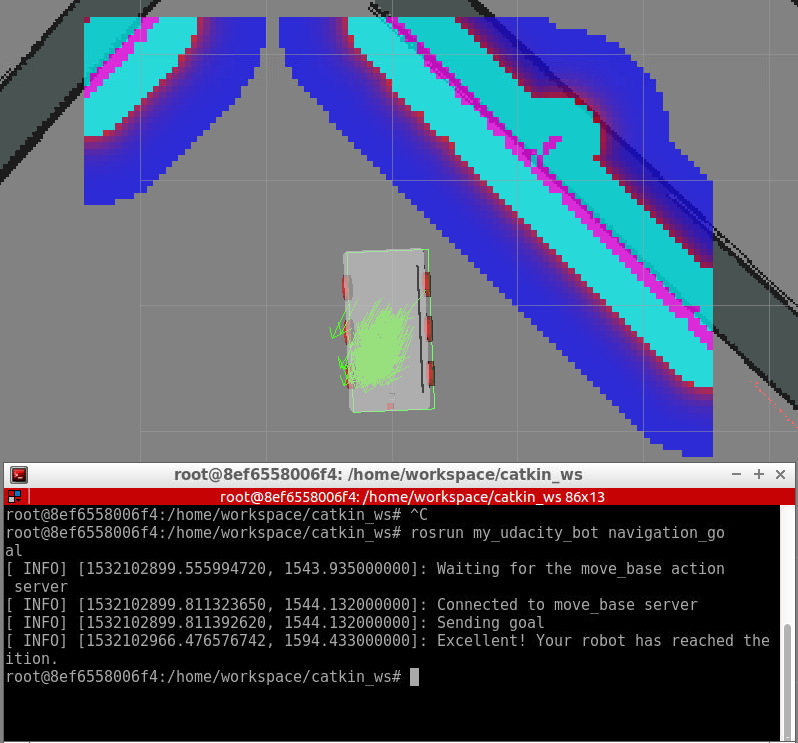 root@8ef6558006f4: /home/workspace/catkin_ws
root@8ef6558006f4: /home/workspace/catkin_ws 86x13
root@8ef6558006f4:/home/workspace/catkin_ws# ^C
root@8ef6558006f4:/home/workspace/catkin_ws# rosrun my_udacity_bot navigation_go
al
[ INFO] [1532102899.555994720, 1543.935000000]: Waiting for the move_base action
 server
[ INFO] [1532102899.811323650, 1544.132000000]: Connected to move_base server
[ INFO] [1532102899.811392620, 1544.132000000]: Sending goal
[ INFO] [1532102966.476576742, 1594.433000000]: Excellent! Your robot has reached the
ition.
root@8ef6558006f4:/home/workspace/catkin_ws#